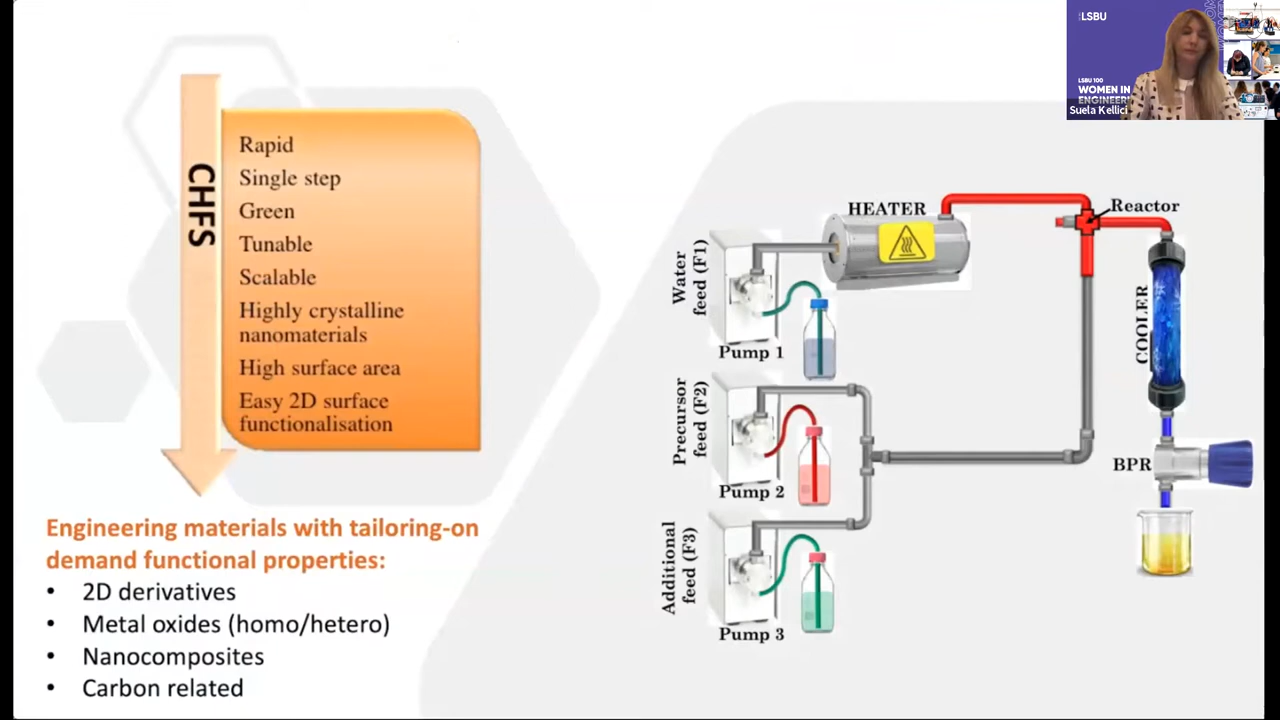 CHFS
Rapid
Single step
Green
Tunable
Scalable
Highly crystalline
nanomaterials
High surface area
Easy 2D surface
functionalisation
Engineering materials with tailoring-on
demand functional properties:
• 2D derivatives
• Metal oxides (homo/hetero)
• Nanocomposites
• Carbon related
HEATER
Reactor
Water
feed (F1)
Pump 1
COOLER
Precursor
feed (F2)
Pump 2
BPR
Additional
feed (F3)
Pump 3
LSBU
LSBU 100
WOMEN IN
ENGINEERI
Suela Kellici